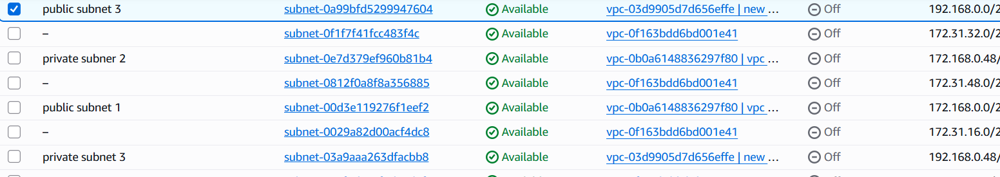 public subnet 3 subnet-0a99bfd5299947604 Available vpc-03d9905d7d656effe | new … Off 192.168.0.0/2
– subnet-0f1f7f41fcc483f4c Available vpc-0f163bdd6bd001e41 Off 172.31.32.0/2
private subner 2 subnet-0e7d379ef960b81b4 Available vpc-0b0a6148836297f80 | vpc … Off 172.168.0.48/
– subnet-0812f0a8f8a356885 Available vpc-0f163bdd6bd001e41 Off 172.31.48.0/2
public subnet 1 subnet-00d3e119276f1eef2 Available vpc-0b0a6148836297f80 | vpc … Off 172.168.0.0/2
– subnet-0029a82d00acf4dc8 Available vpc-0f163bdd6bd001e41 Off 172.31.16.0/2
private subnet 3 subnet-03a9aaa263dfacbb8 Available vpc-03d9905d7d656effe | new … Off 192.168.0.48/